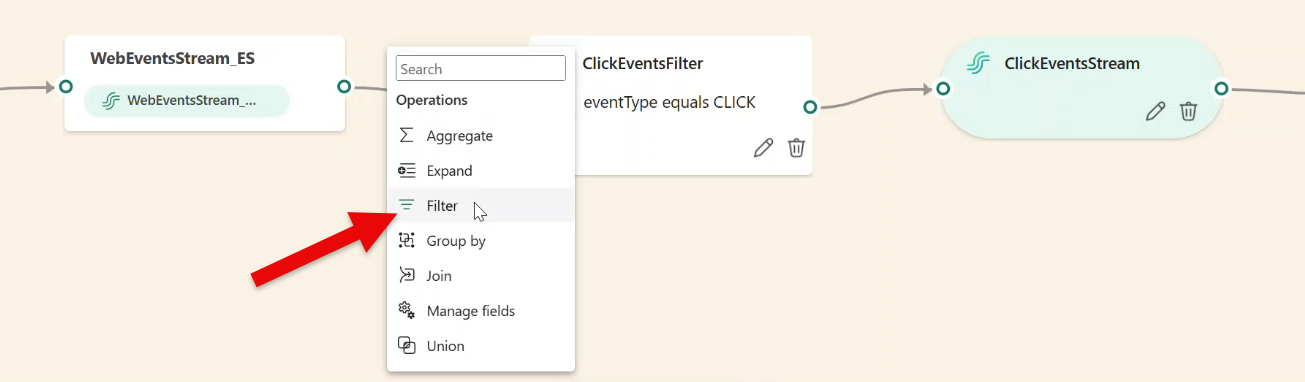 WebEventsStream_ES
WebEventsStream_...
Search
Operations
Aggregate
Expand
Filter
Group by
Join
Manage fields
Union
ClickEventsFilter
eventType equals CLICK
ClickEventsStream